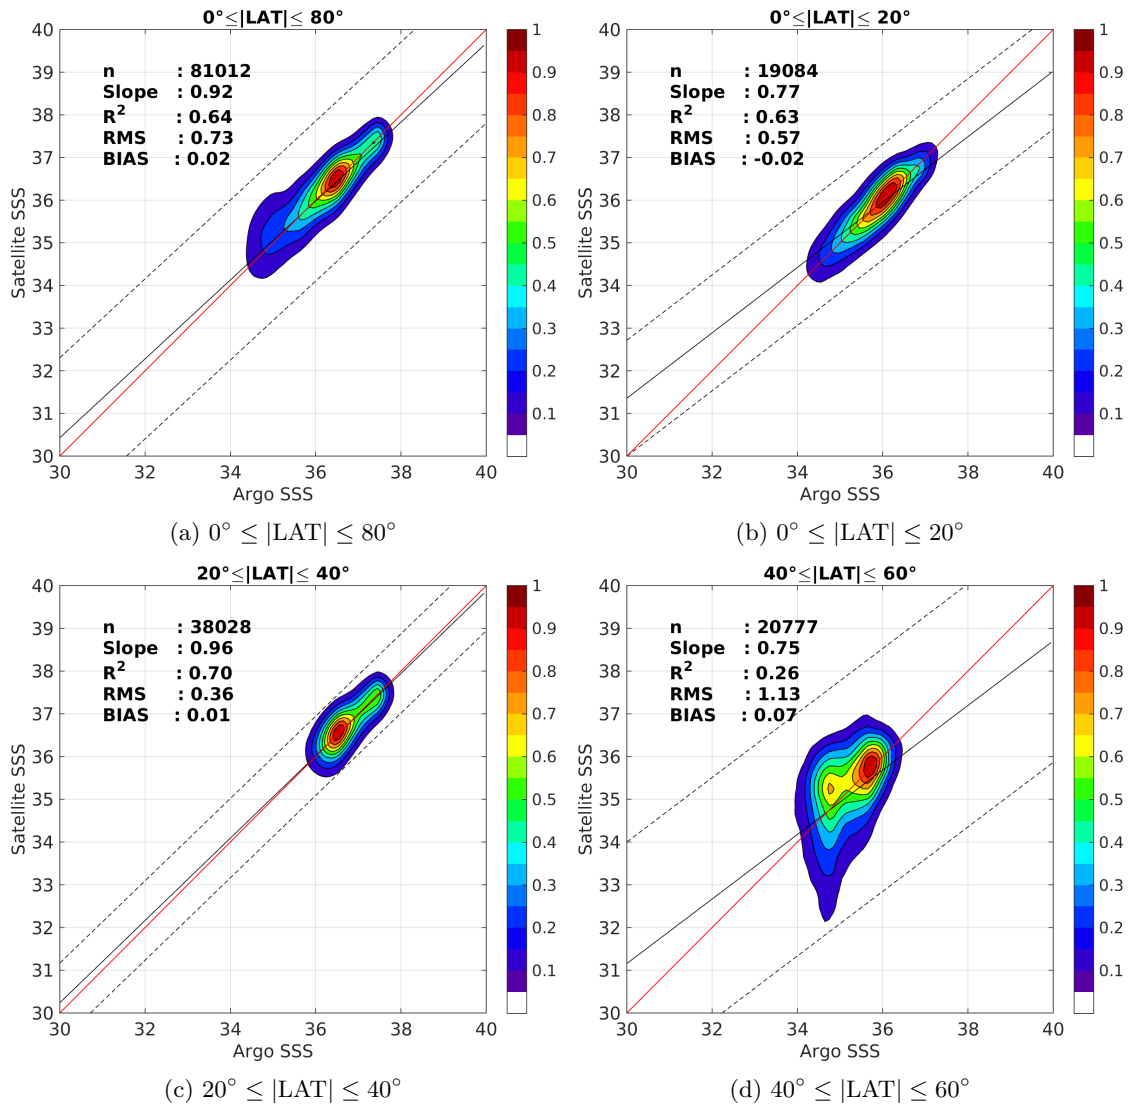 0°≤|LAT|≤ 80°
n : 81012
Slope : 0.92
R² : 0.64
RMS : 0.73
BIAS : 0.02
40
39
38
37
36
35
34
33
32
31
30
30 32 34 36 38 40
Satellite SSS
Argo SSS
1
0.9
0.8
0.7
0.6
0.5
0.4
0.3
0.2
0.1
(a) 0° ≤ |LAT| ≤ 80°
0°≤|LAT|≤ 20°
n : 19084
Slope : 0.77
R² : 0.63
RMS : 0.57
BIAS : -0.02
40
39
38
37
36
35
34
33
32
31
30
30 32 34 36 38 40
Satellite SSS
Argo SSS
1
0.9
0.8
0.7
0.6
0.5
0.4
0.3
0.2
0.1
(b) 0° ≤ |LAT| ≤ 20°
20°≤|LAT|≤ 40°
n : 38028
Slope : 0.96
R² : 0.70
RMS : 0.36
BIAS : 0.01
40
39
38
37
36
35
34
33
32
31
30
30 32 34 36 38 40
Satellite SSS
Argo SSS
1
0.9
0.8
0.7
0.6
0.5
0.4
0.3
0.2
0.1
(c) 20° ≤ |LAT| ≤ 40°
40°≤|LAT|≤ 60°
n : 20777
Slope : 0.75
R² : 0.26
RMS : 1.13
BIAS : 0.07
40
39
38
37
36
35
34
33
32
31
30
30 32 34 36 38 40
Satellite SSS
Argo SSS
1
0.9
0.8
0.7
0.6
0.5
0.4
0.3
0.2
0.1
(d) 40° ≤ |LAT| ≤ 60°